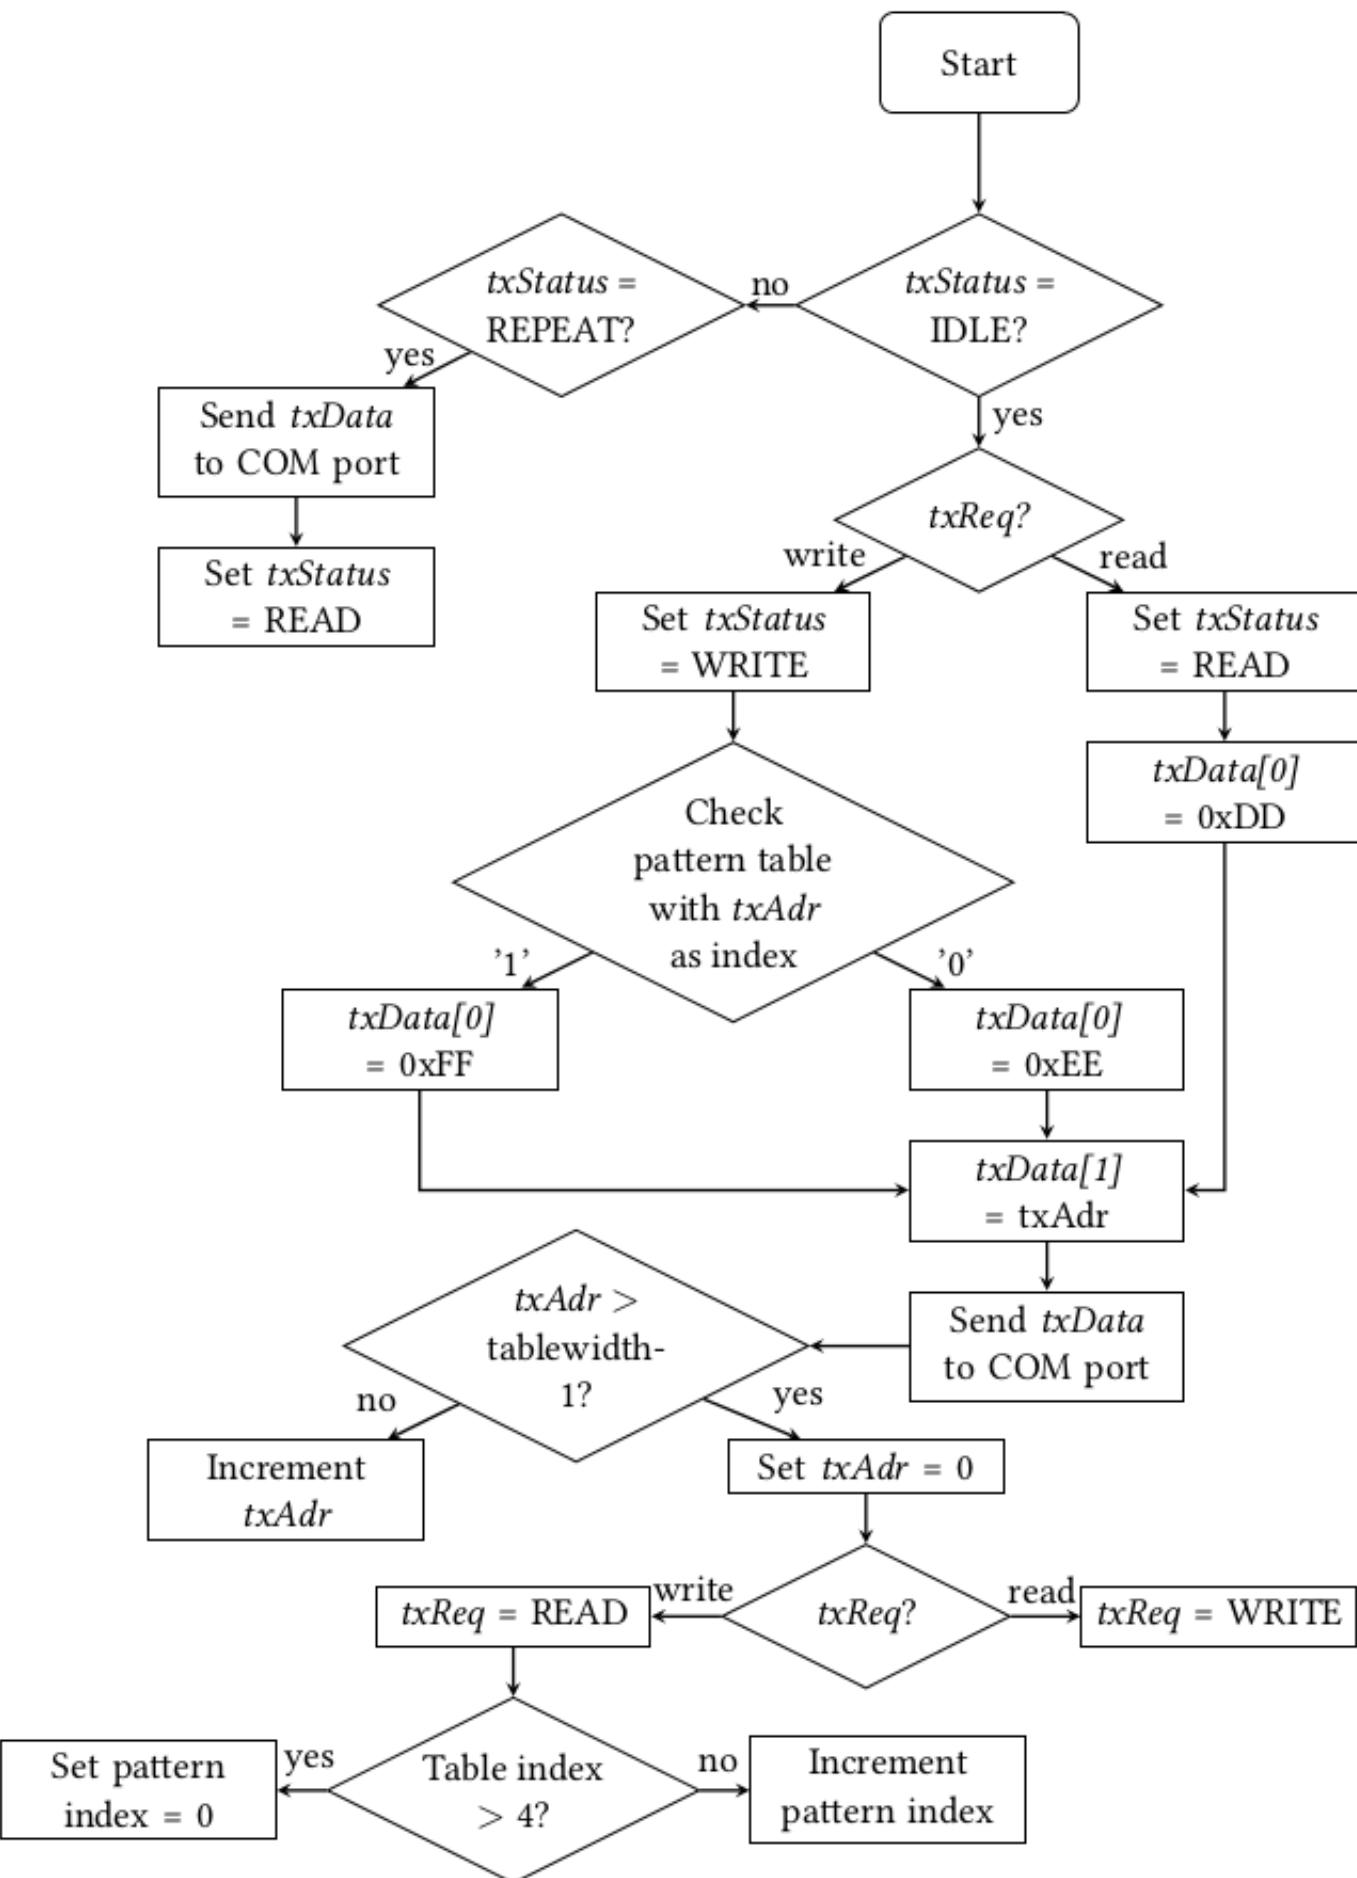 Start
txStatus =
IDLE?
no
txStatus =
REPEAT?
yes
Send txData
to COM port
Set txStatus
= READ
yes
txReq?
write
read
Set txStatus
= WRITE
Set txStatus
= READ
txData[0]
= 0xDD
Check
pattern table
with txAdr
as index
'1'
'0'
txData[0]
= 0xFF
txData[0]
= 0xEE
txData[1]
= txAdr
Send txData
to COM port
txAdr >
tablewidth-
1?
no
yes
Increment
txAdr
Set txAdr = 0
txReq?
write
read
txReq = READ
txReq = WRITE
Table index
> 4?
yes
no
Set pattern
index = 0
Increment
pattern index